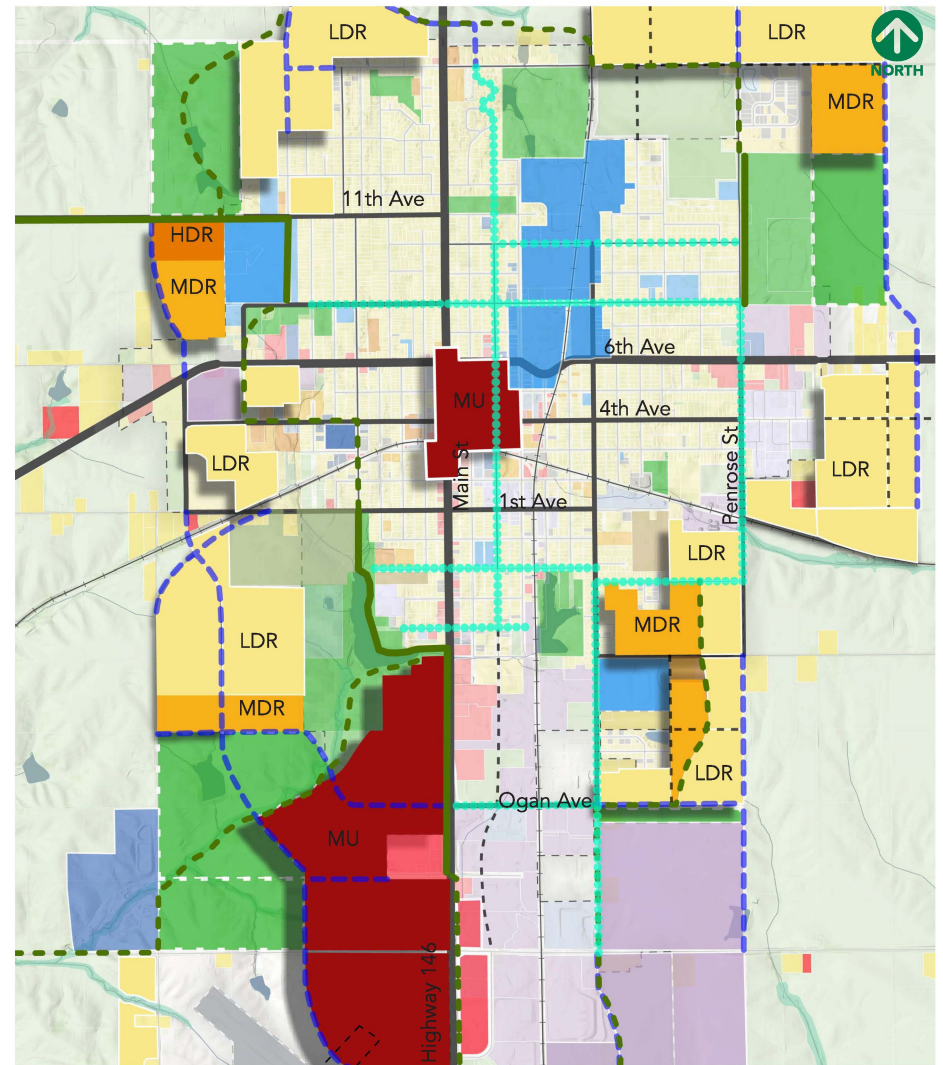 LDR
LDR
NORTH
MDR
11th Ave
HDR
MDR
6th Ave
MU
4th Ave
LDR
Main St
Penrose St
LDR
1st Ave
LDR
MDR
LDR
MDR
LDR
Ogan Ave
MU
Highway 146